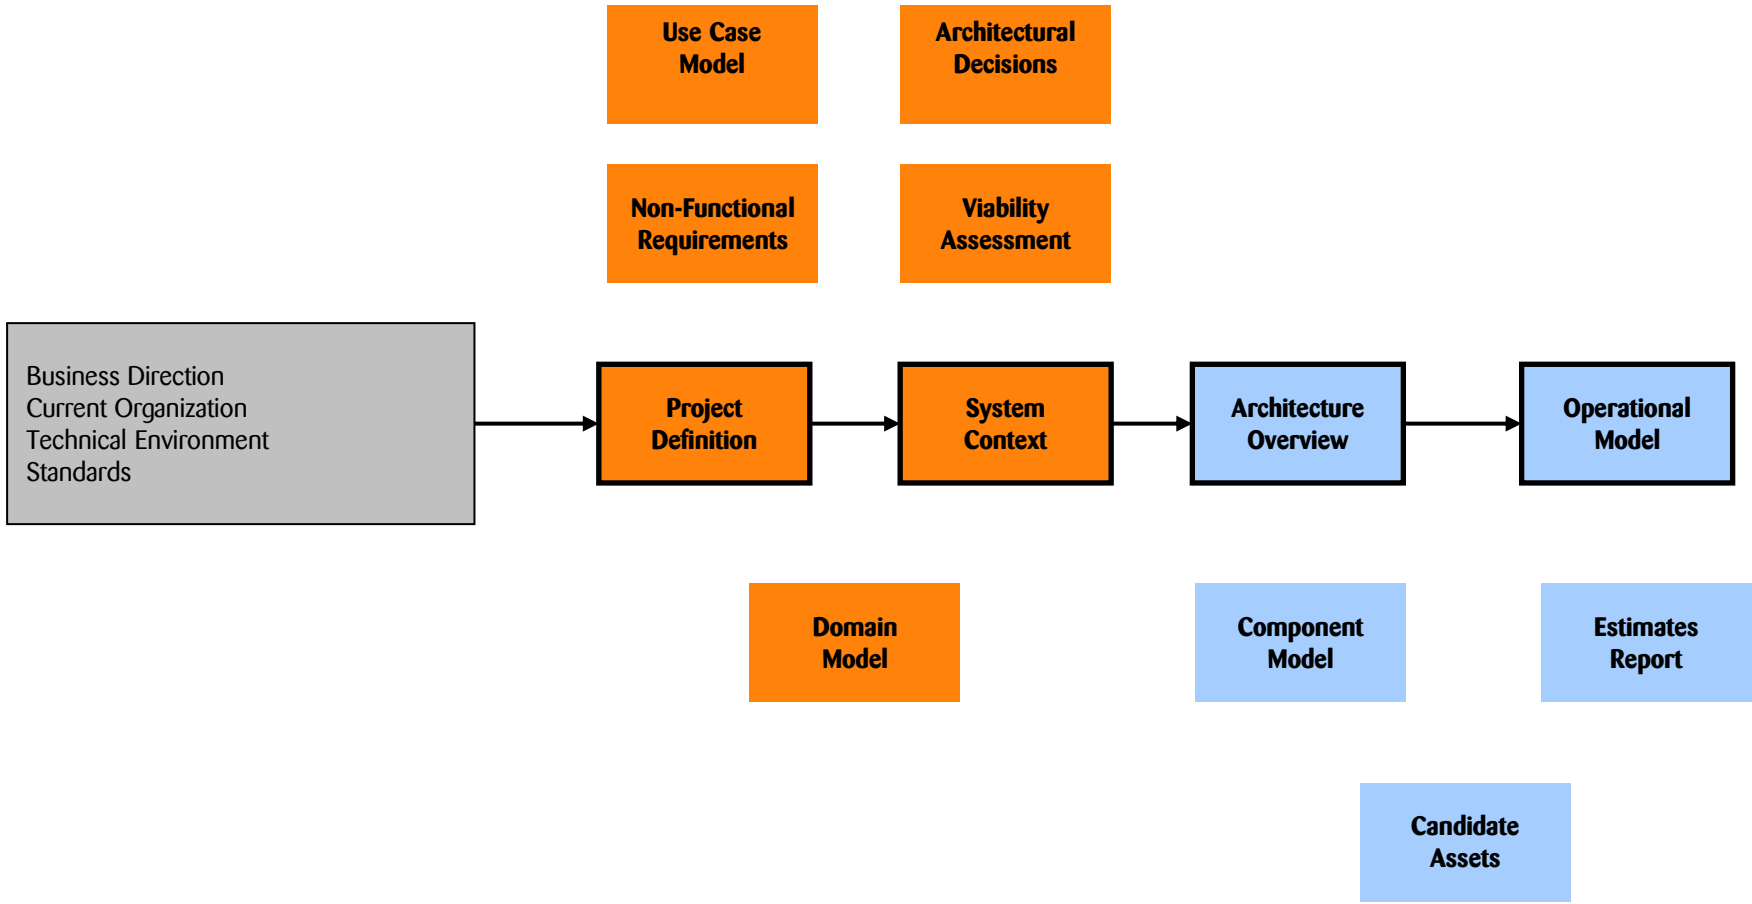 Use Case
Model
Architectural
Decisions
Non-Functional
Requirements
Viability
Assessment
Business Direction
Current Organization
Technical Environment
Standards
Project
Definition
System
Context
Architecture
Overview
Operational
Model
Domain
Model
Component
Model
Estimates
Report
Candidate
Assets